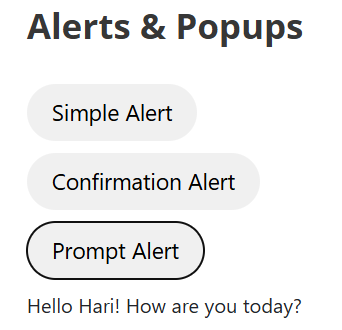 Alerts & Popups
Simple Alert
Confirmation Alert
Prompt Alert
Hello Hari! How are you today?